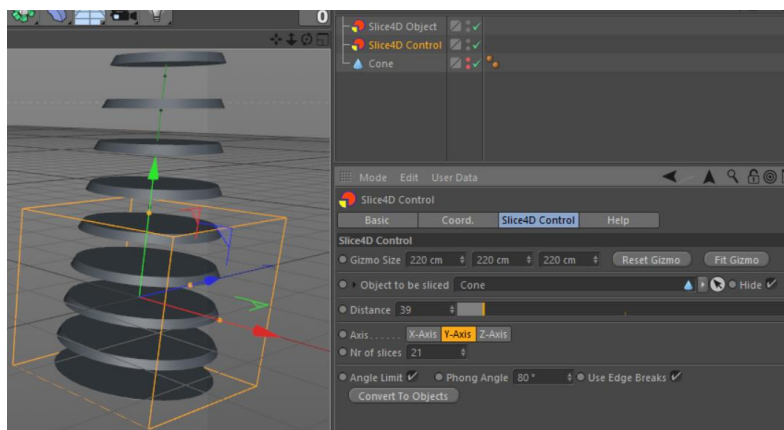 0
Slice4D Object
Slice4D Control
Cone
Mode Edit User Data
Slice4D Control
Basic Coord. Slice4D Control Help
Slice4D Control
Gizmo Size 220 cm 220 cm 220 cm Reset Gizmo Fit Gizmo
Object to be sliced Cone Hide
Distance 39
Axis...... X-Axis Y-Axis Z-Axis
Nr of slices 21
Angle Limit Phong Angle 80° Use Edge Breaks
Convert To Objects